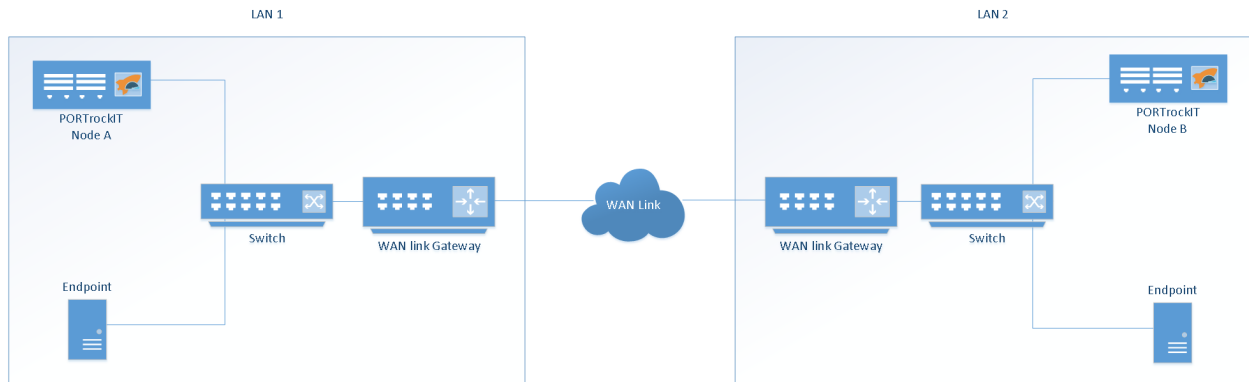 LAN 1
LAN 2
PORTrockIT
Node A
PORTrockIT
Node B
Switch
WAN link Gateway
WAN Link
WAN link Gateway
Switch
Endpoint
Endpoint